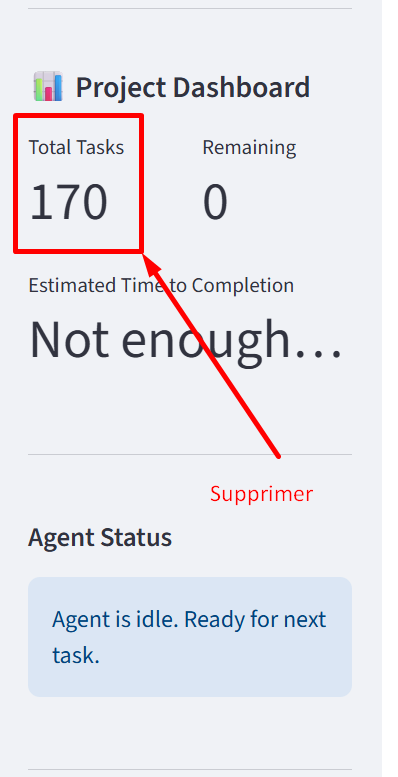 Project Dashboard
Total Tasks Remaining
170 0
Estimated Time to Completion
Not enough...
Supprimer
Agent Status
Agent is idle. Ready for next
task.